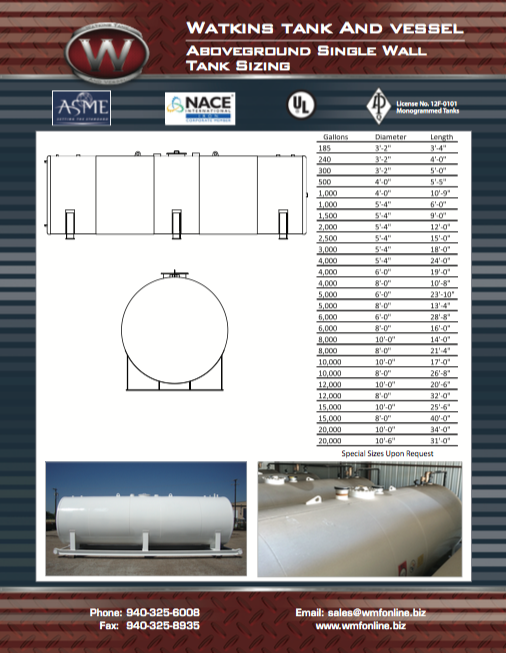 Watkins tank And vessel
Aboveground Single Wall
Tank Sizing
W
ASME
SETTING THE STANDARD
NACE
INTERNATIONAL
CORPORATE MEMBER
UL
API
License No. 12F-0101
Monogrammed Tanks
Gallons Diameter Length
185 3'-2" 3'-4"
240 3'-2" 4'-0"
300 3'-2" 5'-0"
500 4'-0" 5'-5"
1,000 4'-0" 10'-9"
1,000 5'-4" 6'-0"
1,500 5'-4" 9'-0"
2,000 5'-4" 12'-0"
2,500 5'-4" 15'-0"
3,000 5'-4" 18'-0"
4,000 5'-4" 24'-0"
4,000 6'-0" 19'-0"
4,000 8'-0" 10'-8"
5,000 6'-0" 23'-10"
5,000 8'-0" 13'-4"
6,000 6'-0" 28'-8"
6,000 8'-0" 16'-0"
8,000 10'-0" 14'-0"
8,000 8'-0" 21'-4"
10,000 10'-0" 17'-0"
10,000 8'-0" 26'-8"
12,000 10'-0" 20'-6"
12,000 8'-0" 32'-0"
15,000 10'-0" 25'-6"
15,000 8'-0" 40'-0"
20,000 10'-0" 34'-0"
20,000 10'-6" 31'-0"
Special Sizes Upon Request
Phone: 940-325-6008
Fax: 940-325-8935
Email: sales@wmfonline.biz
www.wmfonline.biz